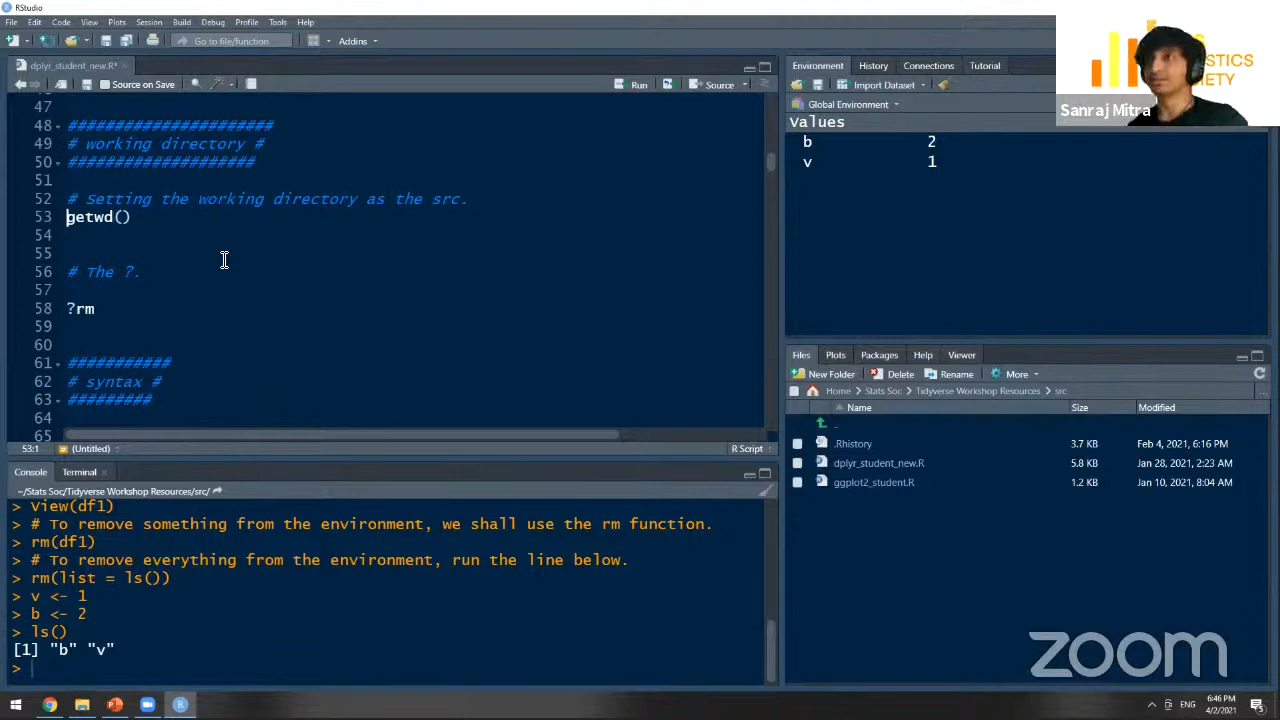 RStudio
File Edit Code View Plots Session Build Debug Profile Tools Help
Go to file/function
Addins
dplyr_student_new.R*
Source on Save
Run
Source
47
48 ######################
49 # working directory #
50 ####################
51
52 # Setting the working directory as the src.
53 getwd()
54
55
56 # The ?.
57
58 ?rm
59
60
61 ###########
62 # syntax #
63 #########
64
65
53:1 (Untitled) R Script
Console Terminal
~/Stats Soc/Tidyverse Workshop Resources/src/
> View(df1)
> # To remove something from the environment, we shall use the rm function.
> rm(df1)
> # To remove everything from the environment, run the line below.
> rm(list = ls())
> v <- 1
> b <- 2
> ls()
[1] "b" "v"
>
Environment History Connections Tutorial
Import Dataset
Global Environment
Values
b 2
v 1
Files Plots Packages Help Viewer
New Folder Delete Rename More
Home Stats Soc Tidyverse Workshop Resources src
Name Size Modified
..
.Rhistory 3.7 KB Feb 4, 2021, 6:16 PM
dplyr_student_new.R 5.8 KB Jan 28, 2021, 2:23 AM
ggplot2_student.R 1.2 KB Jan 10, 2021, 8:04 AM
Sanraj Mitra
zoom
ENG
6:46 PM
4/2/2021
5